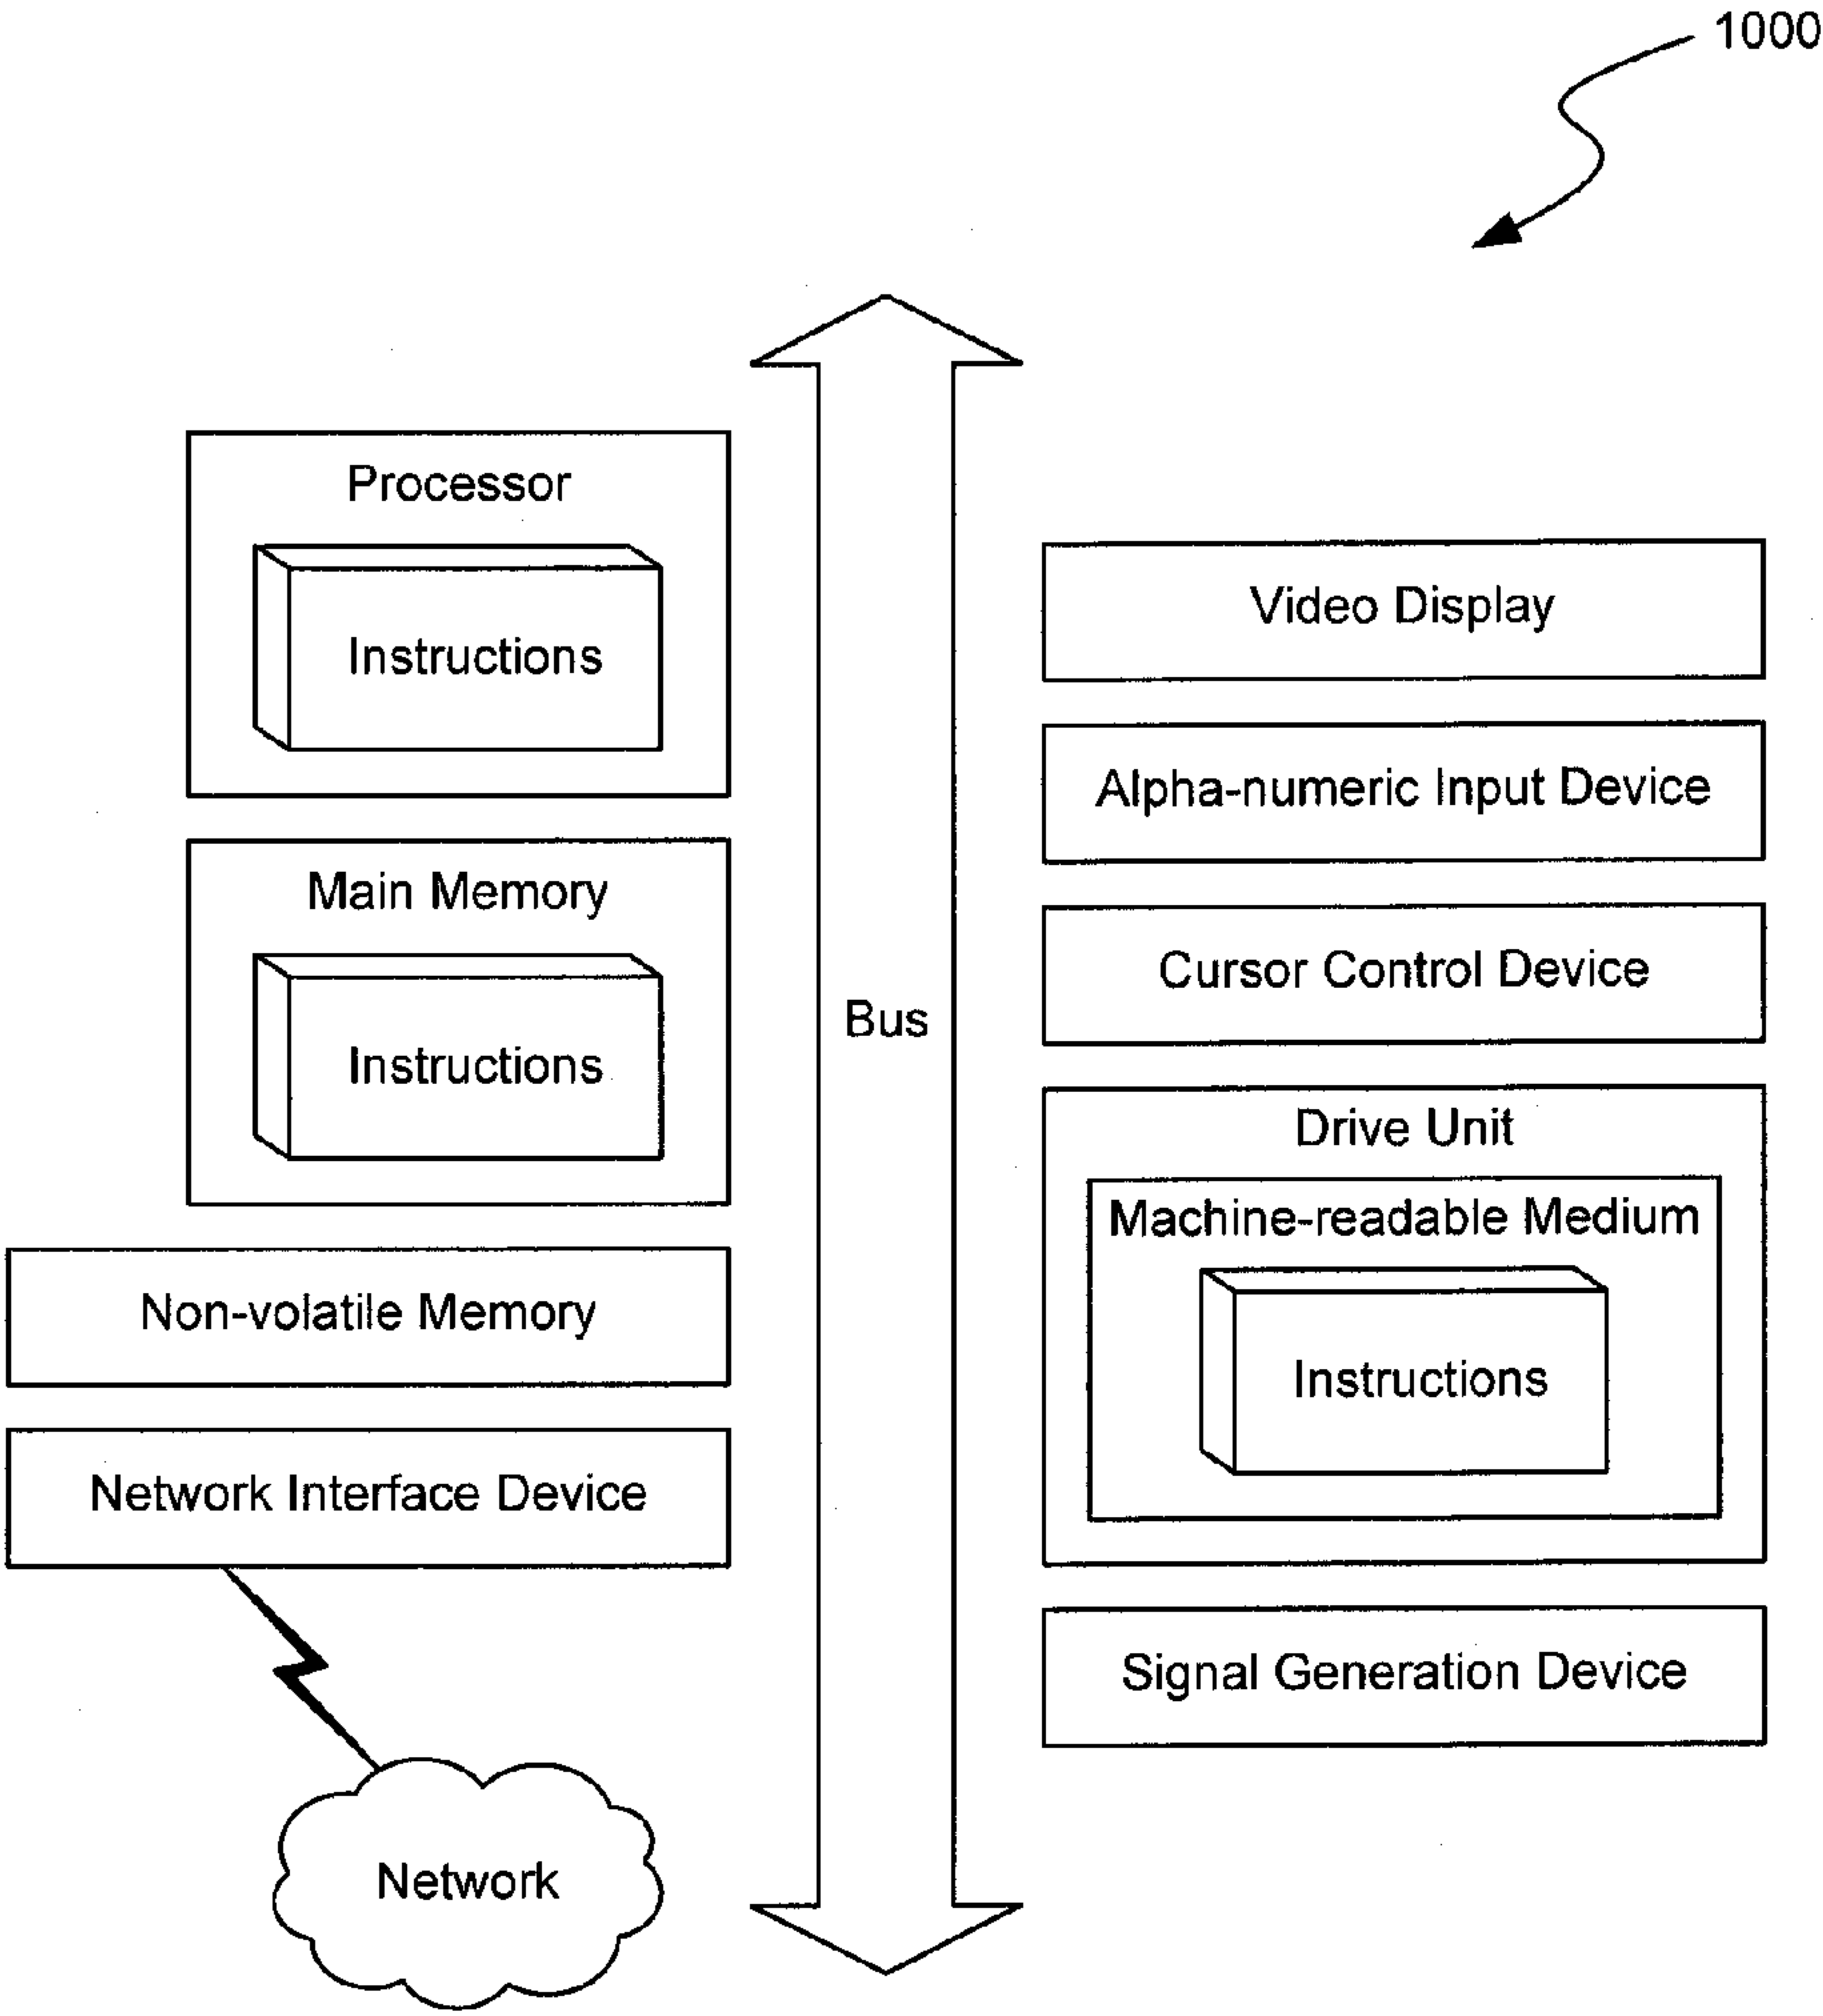 1000
Processor
Instructions
Main Memory
Instructions
Non-volatile Memory
Network Interface Device
Network
Bus
Video Display
Alpha-numeric Input Device
Cursor Control Device
Drive Unit
Machine-readable Medium
Instructions
Signal Generation Device